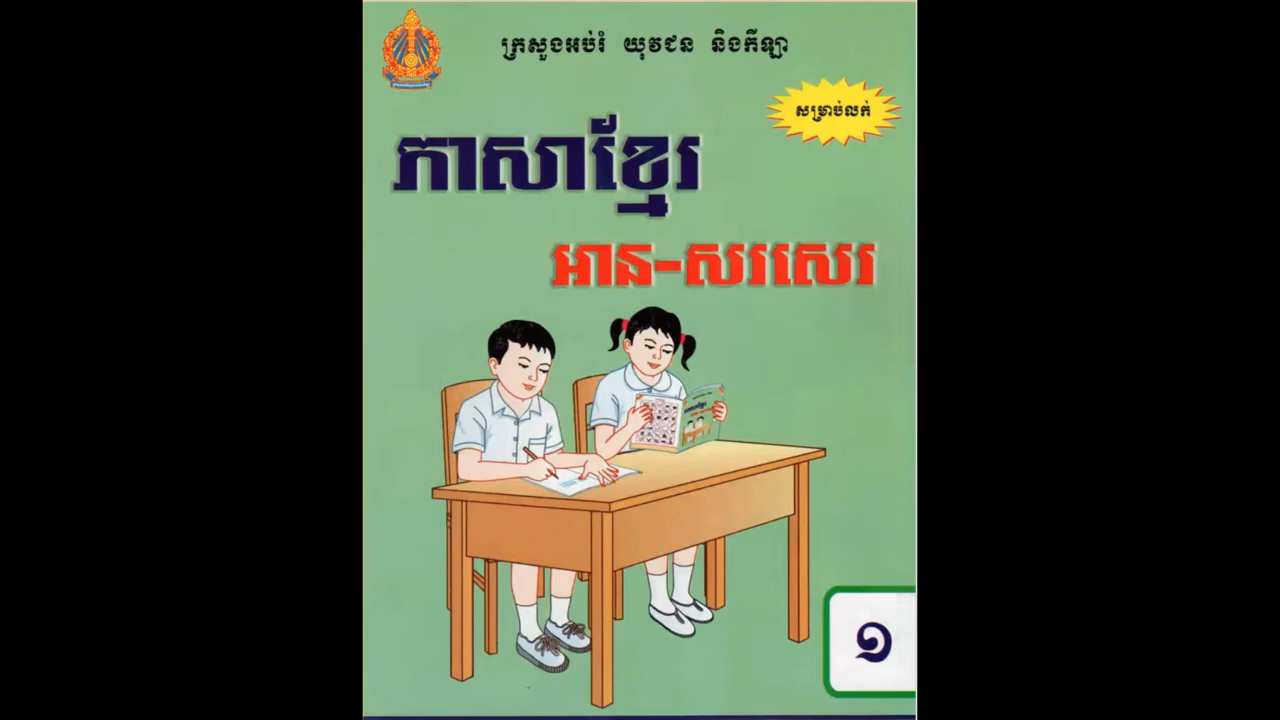 ក្រសួងអប់រំ យុវជន និងកីឡា
សម្រាប់លក់
ភាសាខ្មែរ
អាន-សរសេរ
១